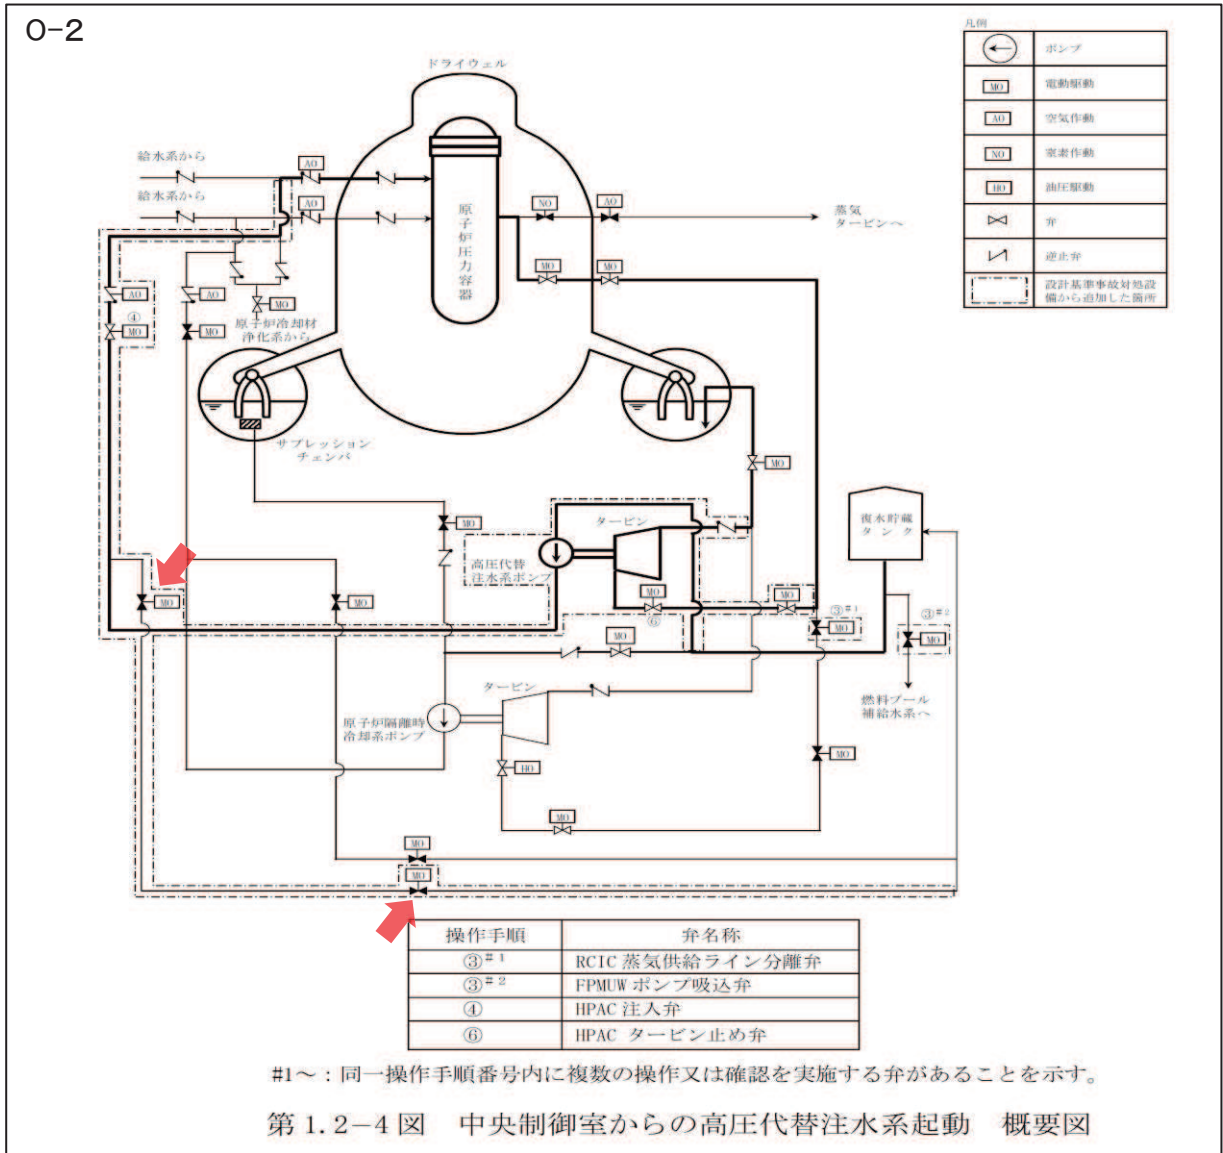 O-2
凡例
ポンプ
MO
電動駆動
AO
空気作動
NO
窒素作動
HO
油圧駆動
弁
逆止弁
設計基準事故対処設
備から追加した箇所
ドライウェル
給水系から
AO
給水系から
AO
原子炉圧力容器
NO
AO
蒸気
タービンへ
MO
MO
AO
AO
④
MO
MO
MO
原子炉冷却材
浄化系から
サプレッション
チェンバ
MO
MO
復水貯蔵
タンク
タービン
高圧代替
注水系ポンプ
MO
MO
MO
MO
⑥
③#1
MO
③#2
MO
MO
燃料プール
補給水系へ
タービン
原子炉隔離時
冷却系ポンプ
HO
MO
MO
MO
MO
操作手順 弁名称
③#1 RCIC 蒸気供給ライン分離弁
③#2 FPMUW ポンプ吸込弁
④ HPAC 注入弁
⑥ HPAC タービン止め弁
#1～：同一操作手順番号内に複数の操作又は確認を実施する弁があることを示す。
第 1.2−4 図 中央制御室からの高圧代替注水系起動 概要図